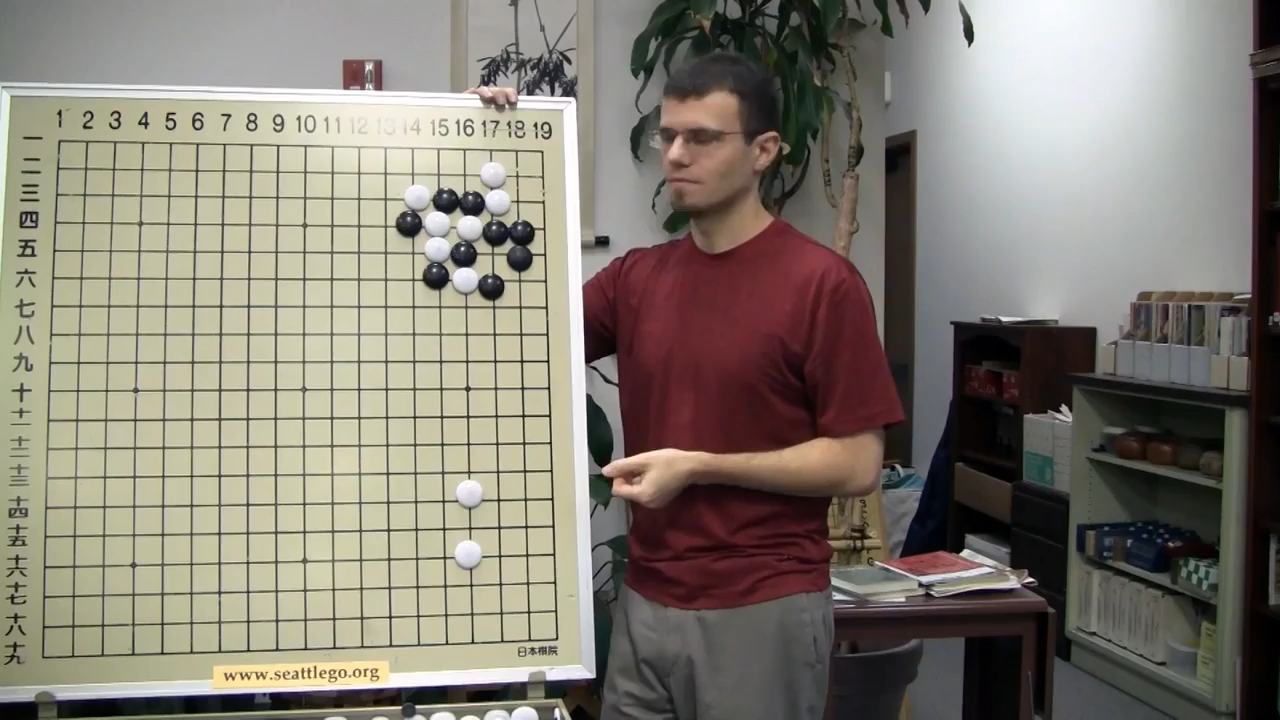 1 2 3 4 5 6 7 8 9 10 11 12 13 14 15 16 17 18 19
一
二
三
四
五
六
七
八
九
十
十一
十二
十三
十四
十五
十六
十七
十八
十九
日本棋院
www.seattlego.org